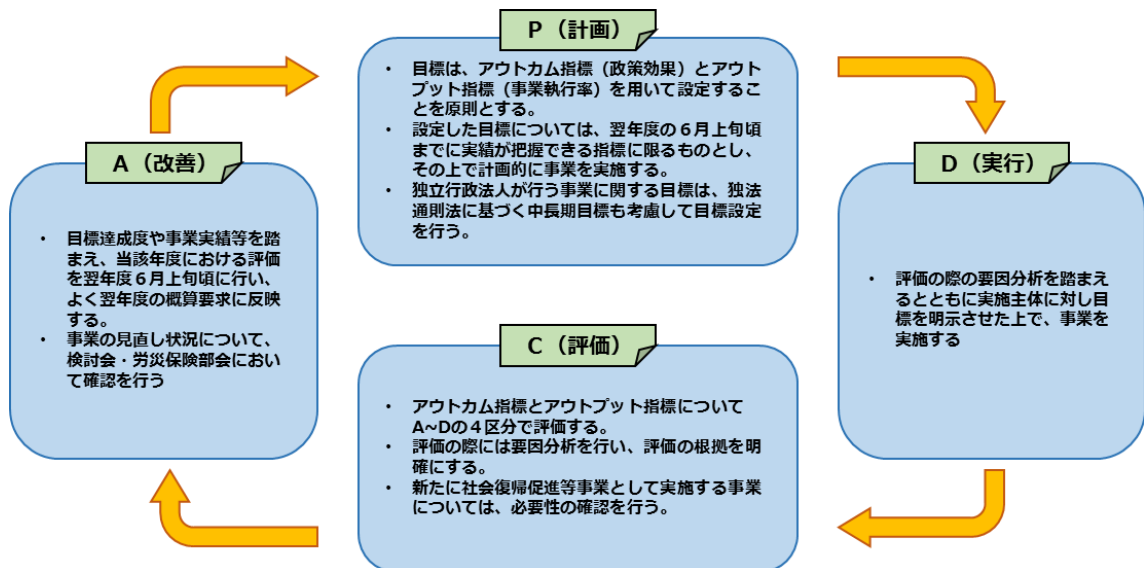 P（計画）
• 目標は、アウトカム指標（政策効果）とアウト
プット指標（事業執行率）を用いて設定するこ
とを原則とする。
• 設定した目標については、翌年度の６月上旬頃
までに実績が把握できる指標に限るものとし、
その上で計画的に事業を実施する。
• 独立行政法人が行う事業に関する目標は、独法
通則法に基づく中長期目標も考慮して目標設定
を行う。
D（実行）
• 評価の際の要因分析を踏まえ
るとともに実施主体に対し目
標を明示させた上で、事業を
実施する
C（評価）
• アウトカム指標とアウトプット指標について
A~Dの４区分で評価する。
• 評価の際には要因分析を行い、評価の根拠を明
確にする。
• 新たに社会復帰促進等事業として実施する事業
については、必要性の確認を行う。
A（改善）
• 目標達成度や事業実績等を踏
まえ、当該年度における評価
を翌年度６月上旬頃に行い、
よく翌年度の概算要求に反映
する。
• 事業の見直し状況について、
検討会・労災保険部会におい
て確認を行う